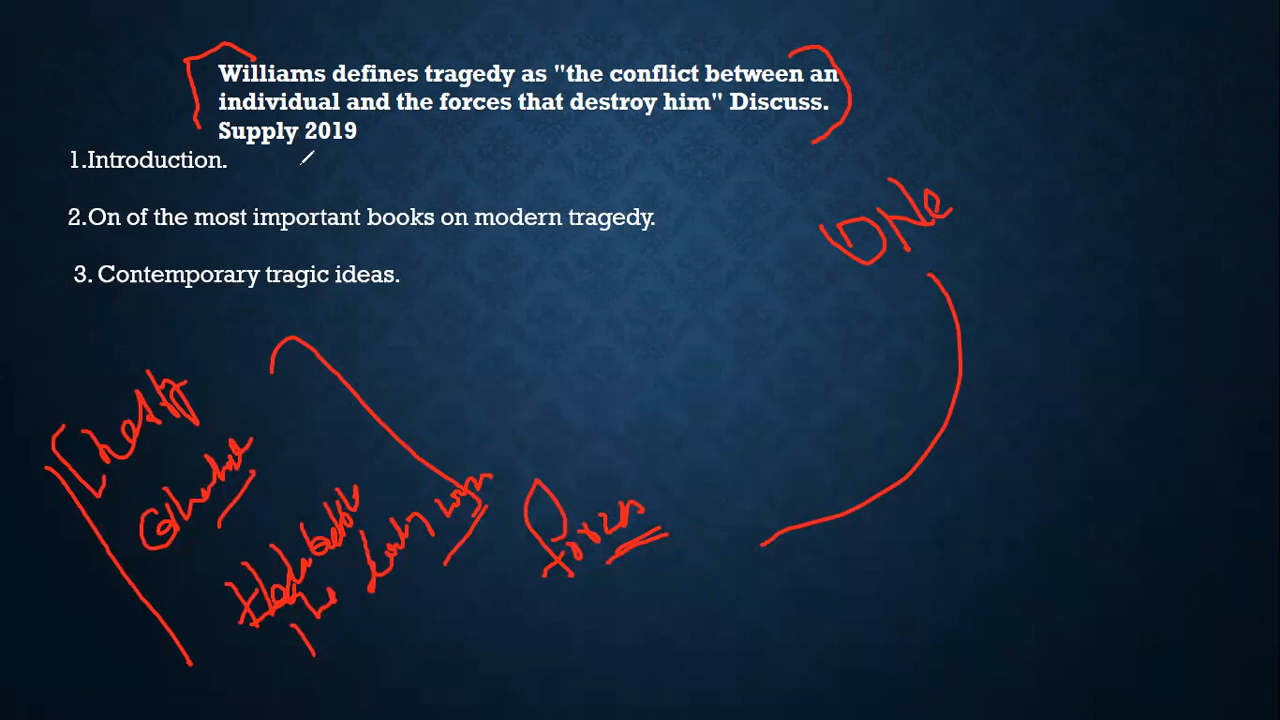 Williams defines tragedy as "the conflict between an
individual and the forces that destroy him" Discuss.
Supply 2019
1.Introduction.
2.On of the most important books on modern tragedy.
3. Contemporary tragic ideas.
ONe
forces